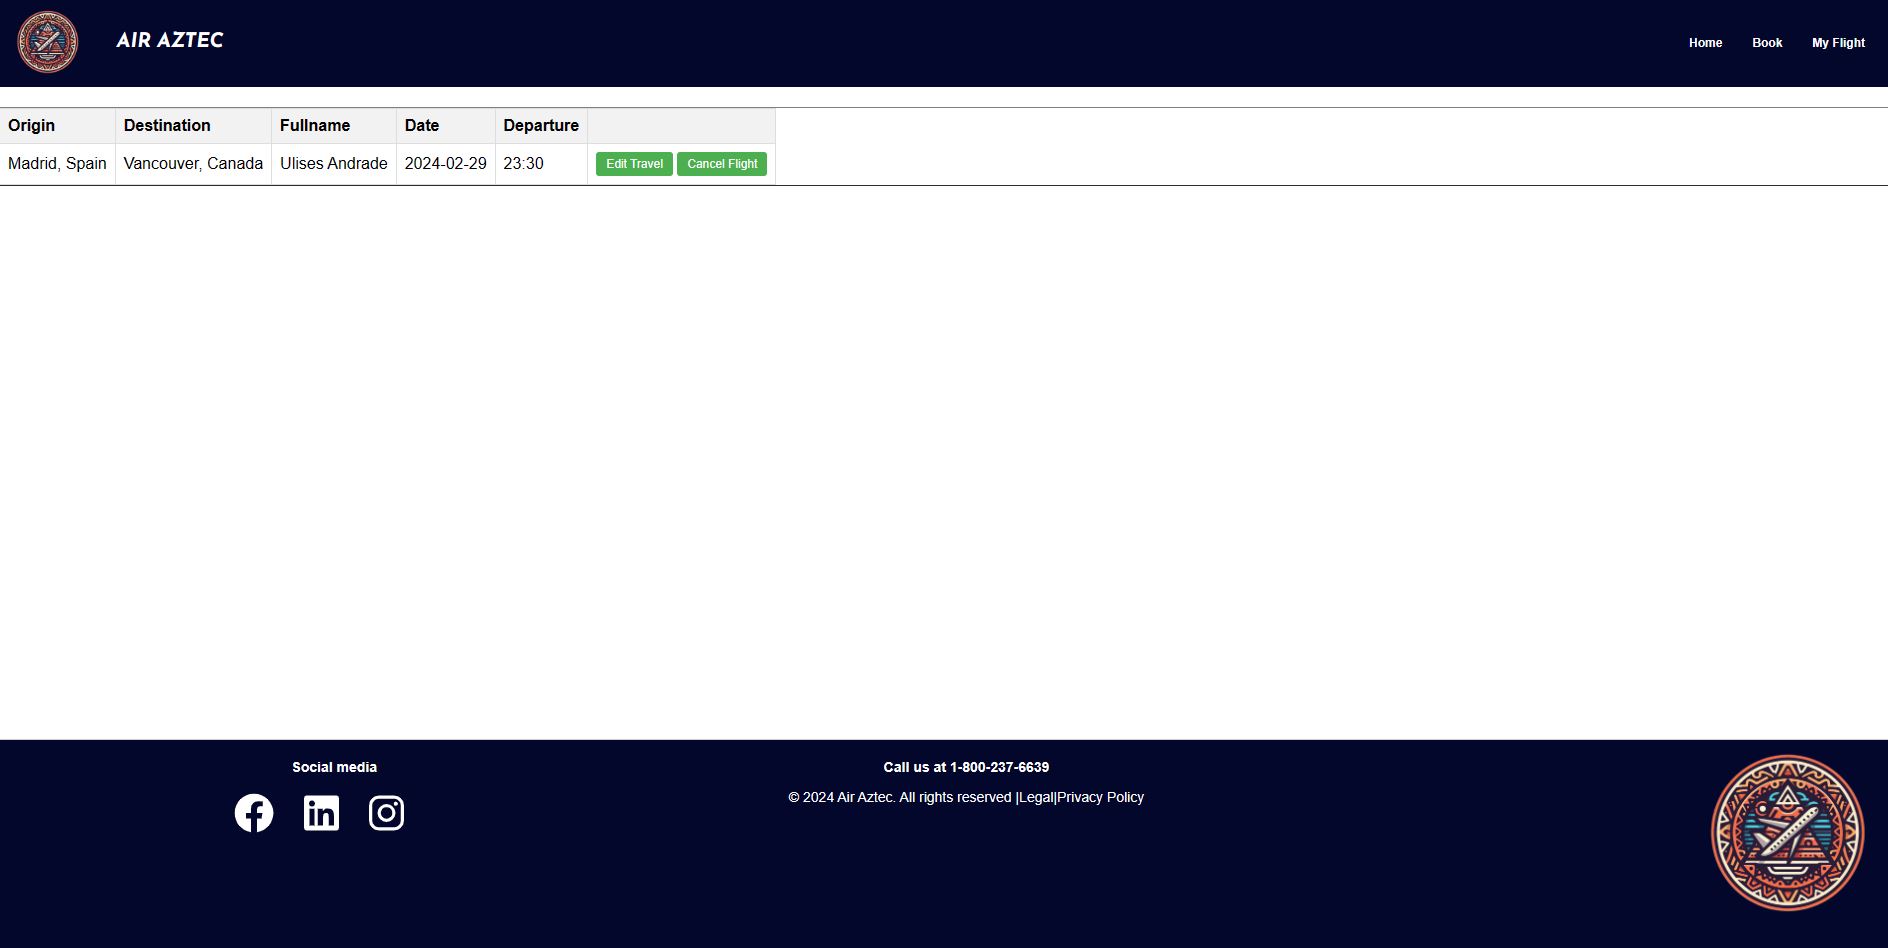 AIR AZTEC
Home Book My Flight
Origin Destination Fullname Date Departure
Madrid, Spain Vancouver, Canada Ulises Andrade 2024-02-29 23:30 Edit Travel Cancel Flight
Social media
Call us at 1-800-237-6639
© 2024 Air Aztec. All rights reserved |Legal|Privacy Policy